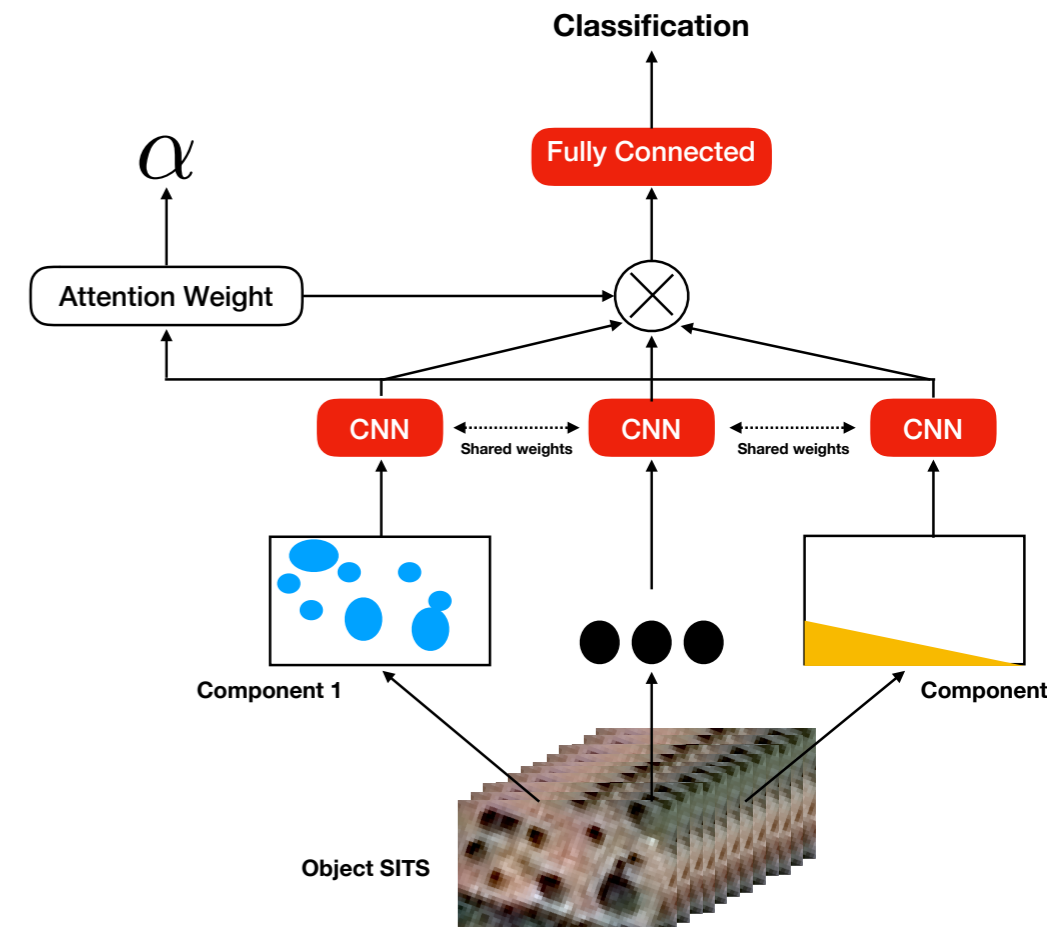 Classification
Fully Connected
α
Attention Weight
CNN
CNN
CNN
Shared weights
Shared weights
Component 1
Component
Object SITS